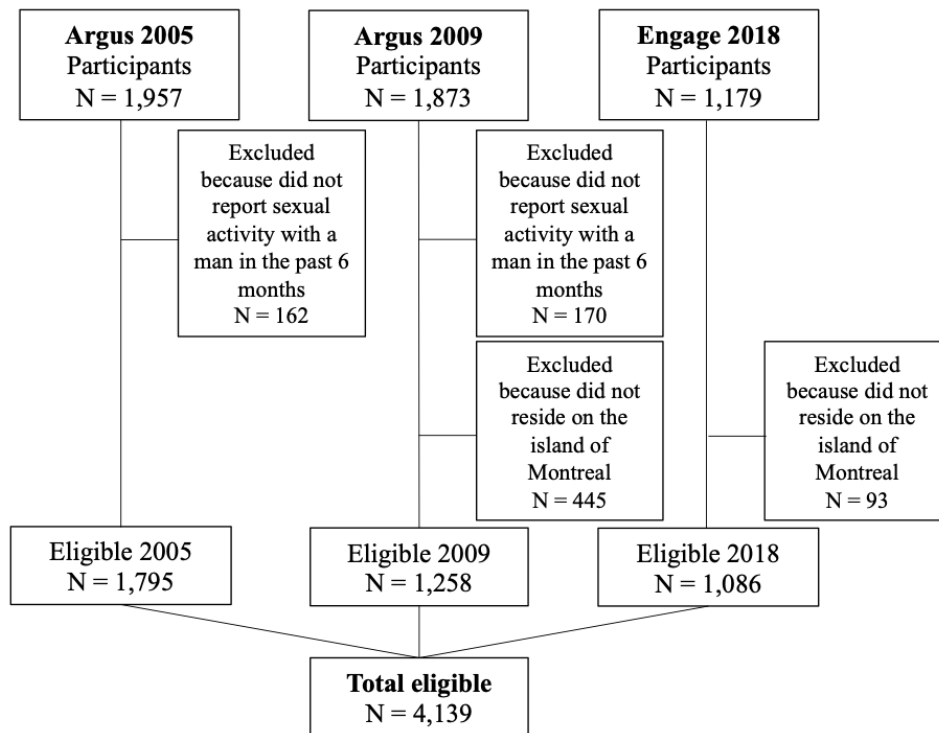 Argus 2005
Participants
N = 1,957
Argus 2009
Participants
N = 1,873
Engage 2018
Participants
N = 1,179
Excluded
because did not
report sexual
activity with a
man in the past 6
months
N = 162
Excluded
because did not
report sexual
activity with a
man in the past 6
months
N = 170
Excluded
because did not
reside on the
island of
Montreal
N = 445
Excluded
because did not
reside on the
island of
Montreal
N = 93
Eligible 2005
N = 1,795
Eligible 2009
N = 1,258
Eligible 2018
N = 1,086
Total eligible
N = 4,139